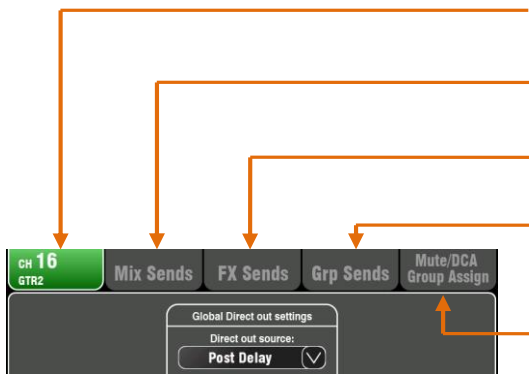 CH 16
GTR2
Mix Sends
FX Sends
Grp Sends
Mute/DCA
Group Assign
Global Direct out settings
Direct out source:
Post Delay